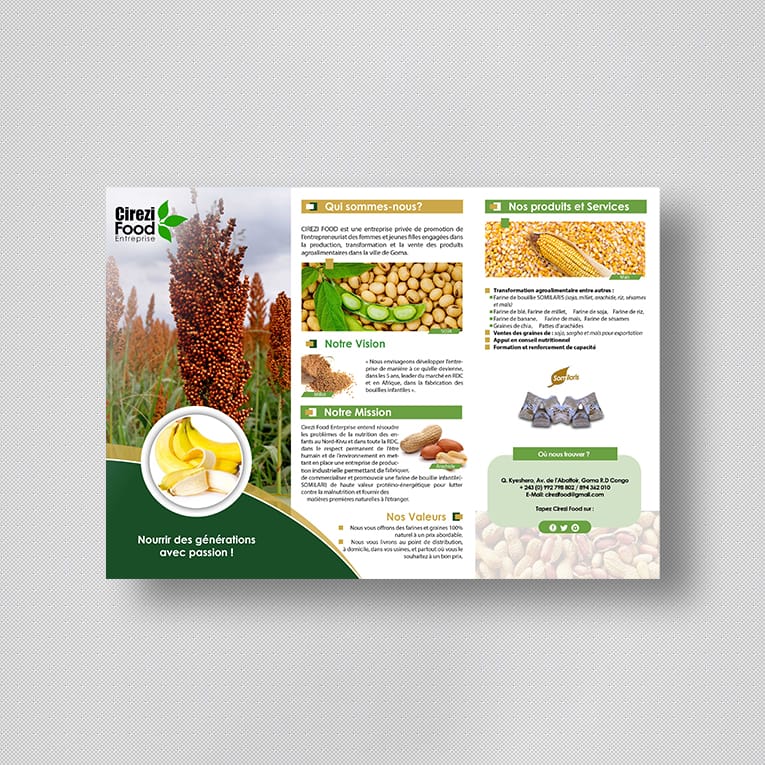 Cirezi
Food
Entreprise
Nourrir des générations
avec passion !
Qui sommes-nous?
CIREZI FOOD est une entreprise privée de promotion de
l'entrepreneuriat des femmes et jeunes filles engagées dans
la production, transformation et la vente des produits
agroalimentaires dans la ville de Goma.
Soja
Notre Vision
« Nous envisageons développer l'entre-
prise de manière à ce qu'elle devienne,
dans les 5 ans, leader du marché en RDC
et en Afrique, dans la fabrication des
bouillies infantiles ».
Millet
Notre Mission
Cirezi Food Enterprise entend résoudre
les problèmes de la nutrition des en-
fants au Nord-Kivu et dans toute la RDC,
dans le respect permanent de l'être
humain et de l'environnement en met-
tant en place une entreprise de produc-
tion industrielle permettant de fabriquer,
de commercialiser et promouvoir une farine de bouillie infantile)-
SOMILARI de haute valeur protéino-énergétique pour lutter
contre la malnutrition et fournir des
matières premières naturelles à l'étranger.
Arachide
Nos Valeurs
Nous vous offrons des farines et graines 100%
naturel à un prix abordable,
Nous vous livrons au point de distribution,
à domicile, dans vos usines, et partout où vous le
souhaitez à un bon prix.
Nos produits et Services
Maïs
Transformation agroalimentaire entre autres :
Farine de bouillie SOMILARIS (soja, millet, arachide, riz, sésames
et maïs)
Farine de blé, Farine de millet, Farine de soja, Farine de riz,
Farine de banane, Farine de maïs, Farine de sésames
Graines de chia, Pattes d'arachides
Ventes des graines de : soja, sorgho et maïs pour exportation
Appui en conseil nutritionnel
Formation et renforcement de capacité
Somilaris
Où nous trouver ?
Q. Kyeshero, Av. de l'Abattoir, Goma R.D Congo
+ 243 (0) 992 798 802 / 894 362 010
E-Mail: cirezifood@gmail.com
Tapez Cirezi Food sur :